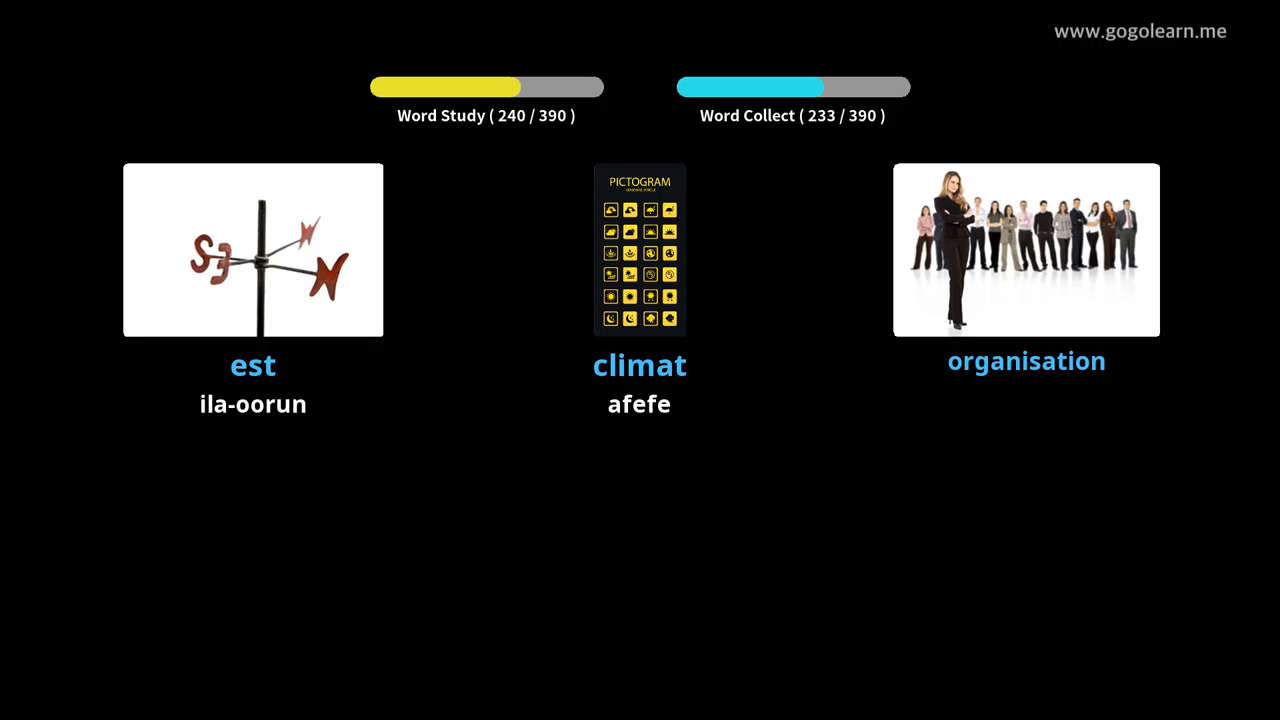 www.gogolearn.me
Word Study ( 240 / 390 )
Word Collect ( 233 / 390 )
PICTOGRAM
S
E
N
est
climat
organisation
ila-oorun
afefe